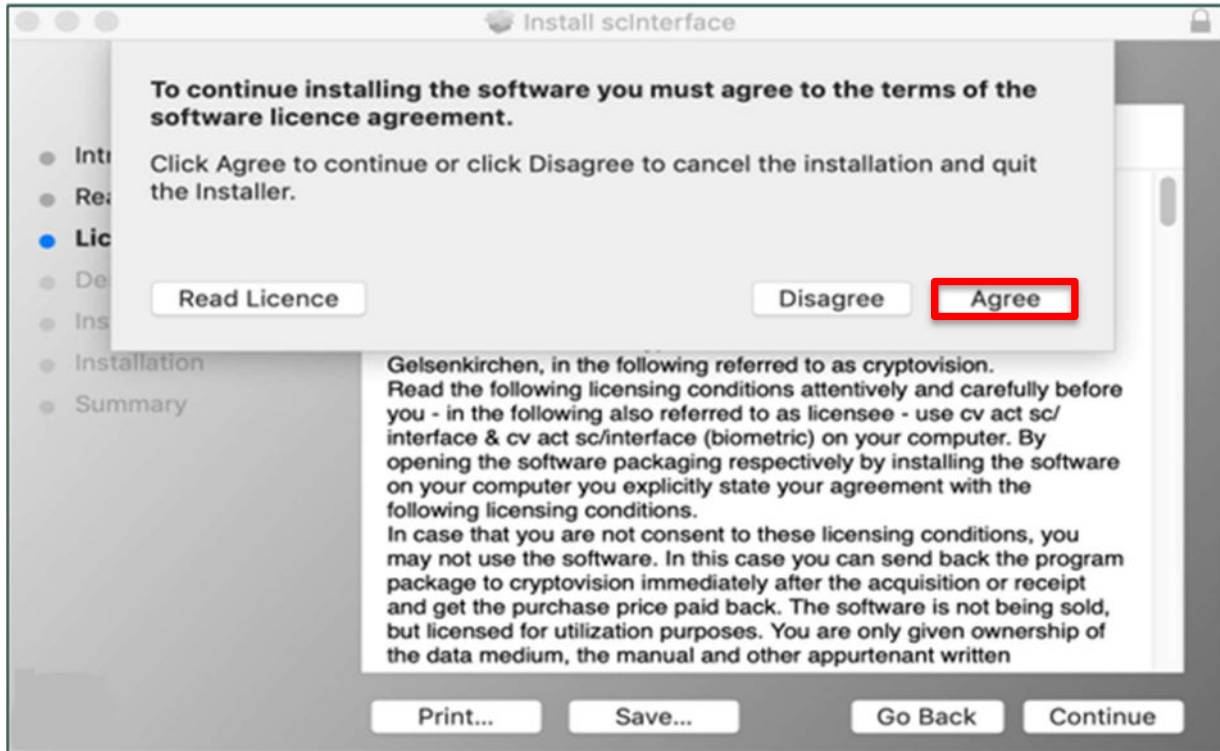 Install scInterface
To continue installing the software you must agree to the terms of the
software licence agreement.
Click Agree to continue or click Disagree to cancel the installation and quit
the Installer.
Read Licence
Disagree
Agree
Lic
De
Ins
Installation
Summary
Gelsenkirchen, in the following referred to as cryptovision.
Read the following licensing conditions attentively and carefully before
you - in the following also referred to as licensee - use cv act sc/
interface & cv act sc/interface (biometric) on your computer. By
opening the software packaging respectively by installing the software
on your computer you explicitly state your agreement with the
following licensing conditions.
In case that you are not consent to these licensing conditions, you
may not use the software. In this case you can send back the program
package to cryptovision immediately after the acquisition or receipt
and get the purchase price paid back. The software is not being sold,
but licensed for utilization purposes. You are only given ownership of
the data medium, the manual and other appurtenant written
Print...
Save...
Go Back
Continue